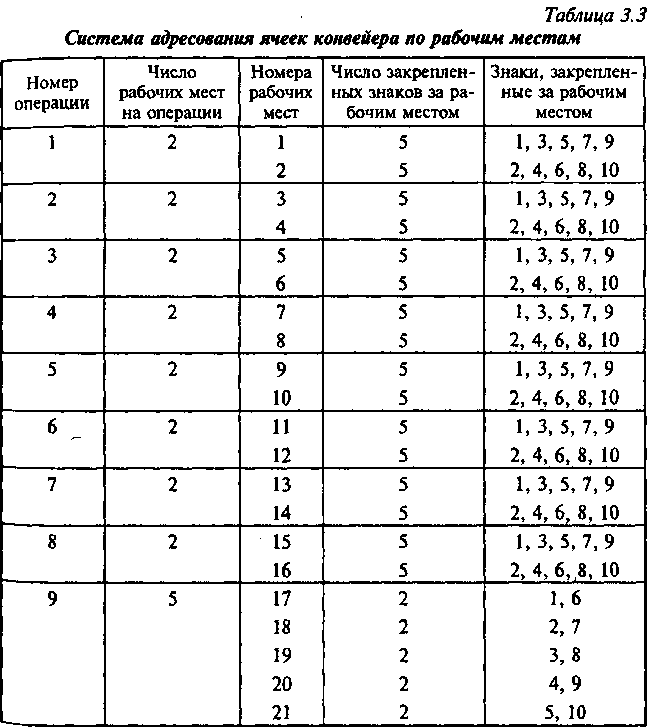 Таблица 3.3
Система адресования ячеек конвейера по рабочим местам
Номер операции | Число рабочих мест на операции | Номера рабочих мест | Число закреплен-ных знаков за ра-бочим местом | Знаки, закреплен-ные за рабочим местом
1 2 1 5 1, 3, 5, 7, 9
2 5 2, 4, 6, 8, 10
2 2 3 5 1, 3, 5, 7, 9
4 5 2, 4, 6, 8, 10
3 2 5 5 1, 3, 5, 7, 9
6 5 2, 4, 6, 8, 10
4 2 7 5 1, 3, 5, 7, 9
8 5 2, 4, 6, 8, 10
5 2 9 5 1, 3, 5, 7, 9
10 5 2, 4, 6, 8, 10
6 2 11 5 1, 3, 5, 7, 9
12 5 2, 4, 6, 8, 10
7 2 13 5 1, 3, 5, 7, 9
14 5 2, 4, 6, 8, 10
8 2 15 5 1, 3, 5, 7, 9
16 5 2, 4, 6, 8, 10
9 5 17 2 1, 6
18 2 2, 7
19 2 3, 8
20 2 4, 9
21 2 5, 10